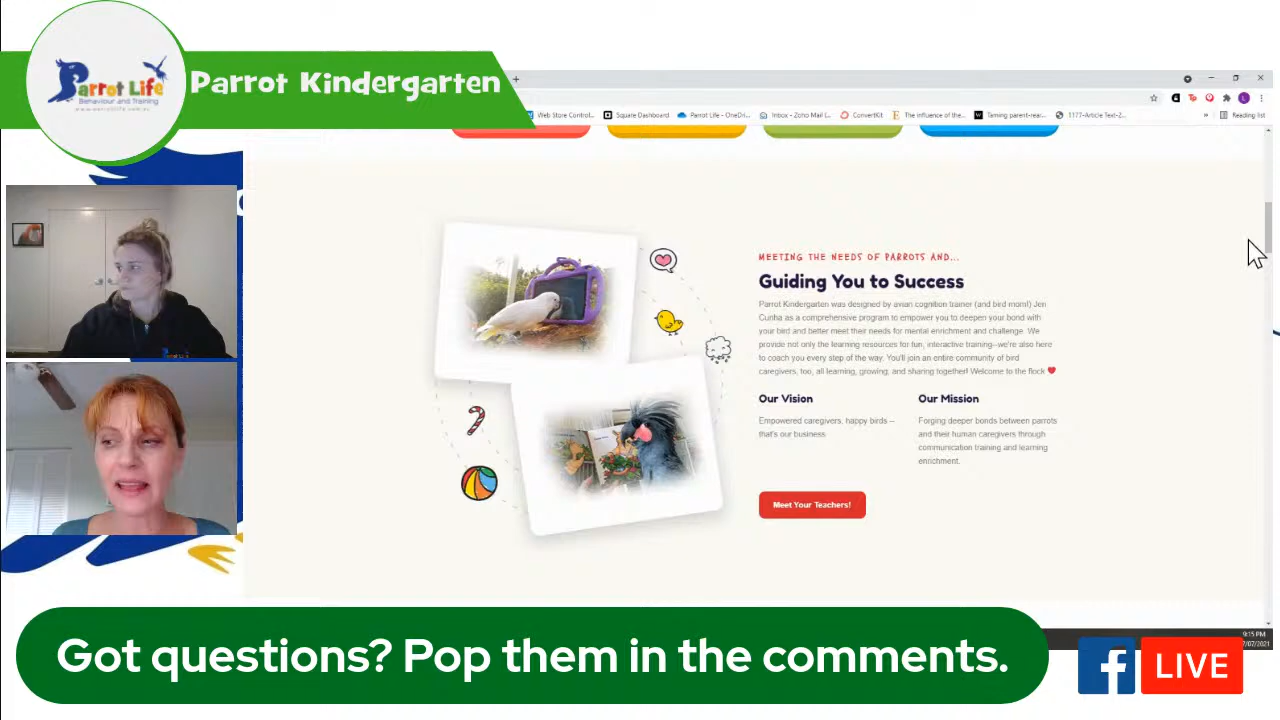 Parrot Life
Behaviour and Training
Parrot Kindergarten
Web Store Control...
Square Dashboard
Parrot Life - OneDri...
Inbox - Zoho Mail (...
ConvertKit
The influence of the...
Taming parent-rear...
1177-Article Text-2...
Reading list
MEETING THE NEEDS OF PARROTS AND...
Guiding You to Success
Parrot Kindergarten was designed by avian cognition trainer (and bird mom!) Jen
Cunha as a comprehensive program to empower you to deepen your bond with
your bird and better meet their needs for mental enrichment and challenge. We
provide not only the learning resources for fun, interactive training–we're also here
to coach you every step of the way. You'll join an entire community of bird
caregivers, too, all learning, growing, and sharing together! Welcome to the flock
Our Vision
Empowered caregivers, happy birds –
that's our business
Our Mission
Forging deeper bonds between parrots
and their human caregivers through
communication training and learning
enrichment.
Meet Your Teachers!
9:15 PM
/07/2021
Got questions? Pop them in the comments.
f LIVE